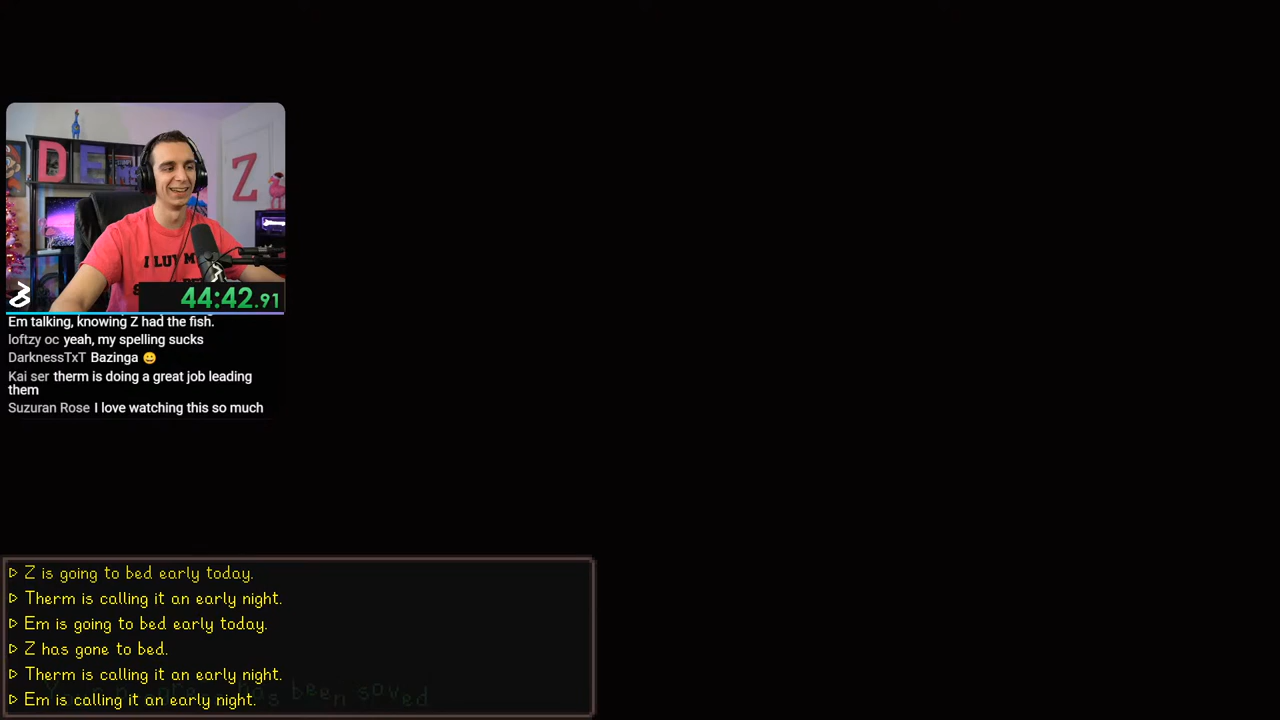 D E
Z
I LUV M
44:42.91
Em talking, knowing Z had the fish.
loftzy oc yeah, my spelling sucks
DarknessTxT Bazinga 😀
Kai ser therm is doing a great job leading
them
Suzuran Rose I love watching this so much
Z is going to bed early today.
Therm is calling it an early night.
Em is going to bed early today.
Z has gone to bed.
Therm is calling it an early night.
been saved
Em is calling it an early night.